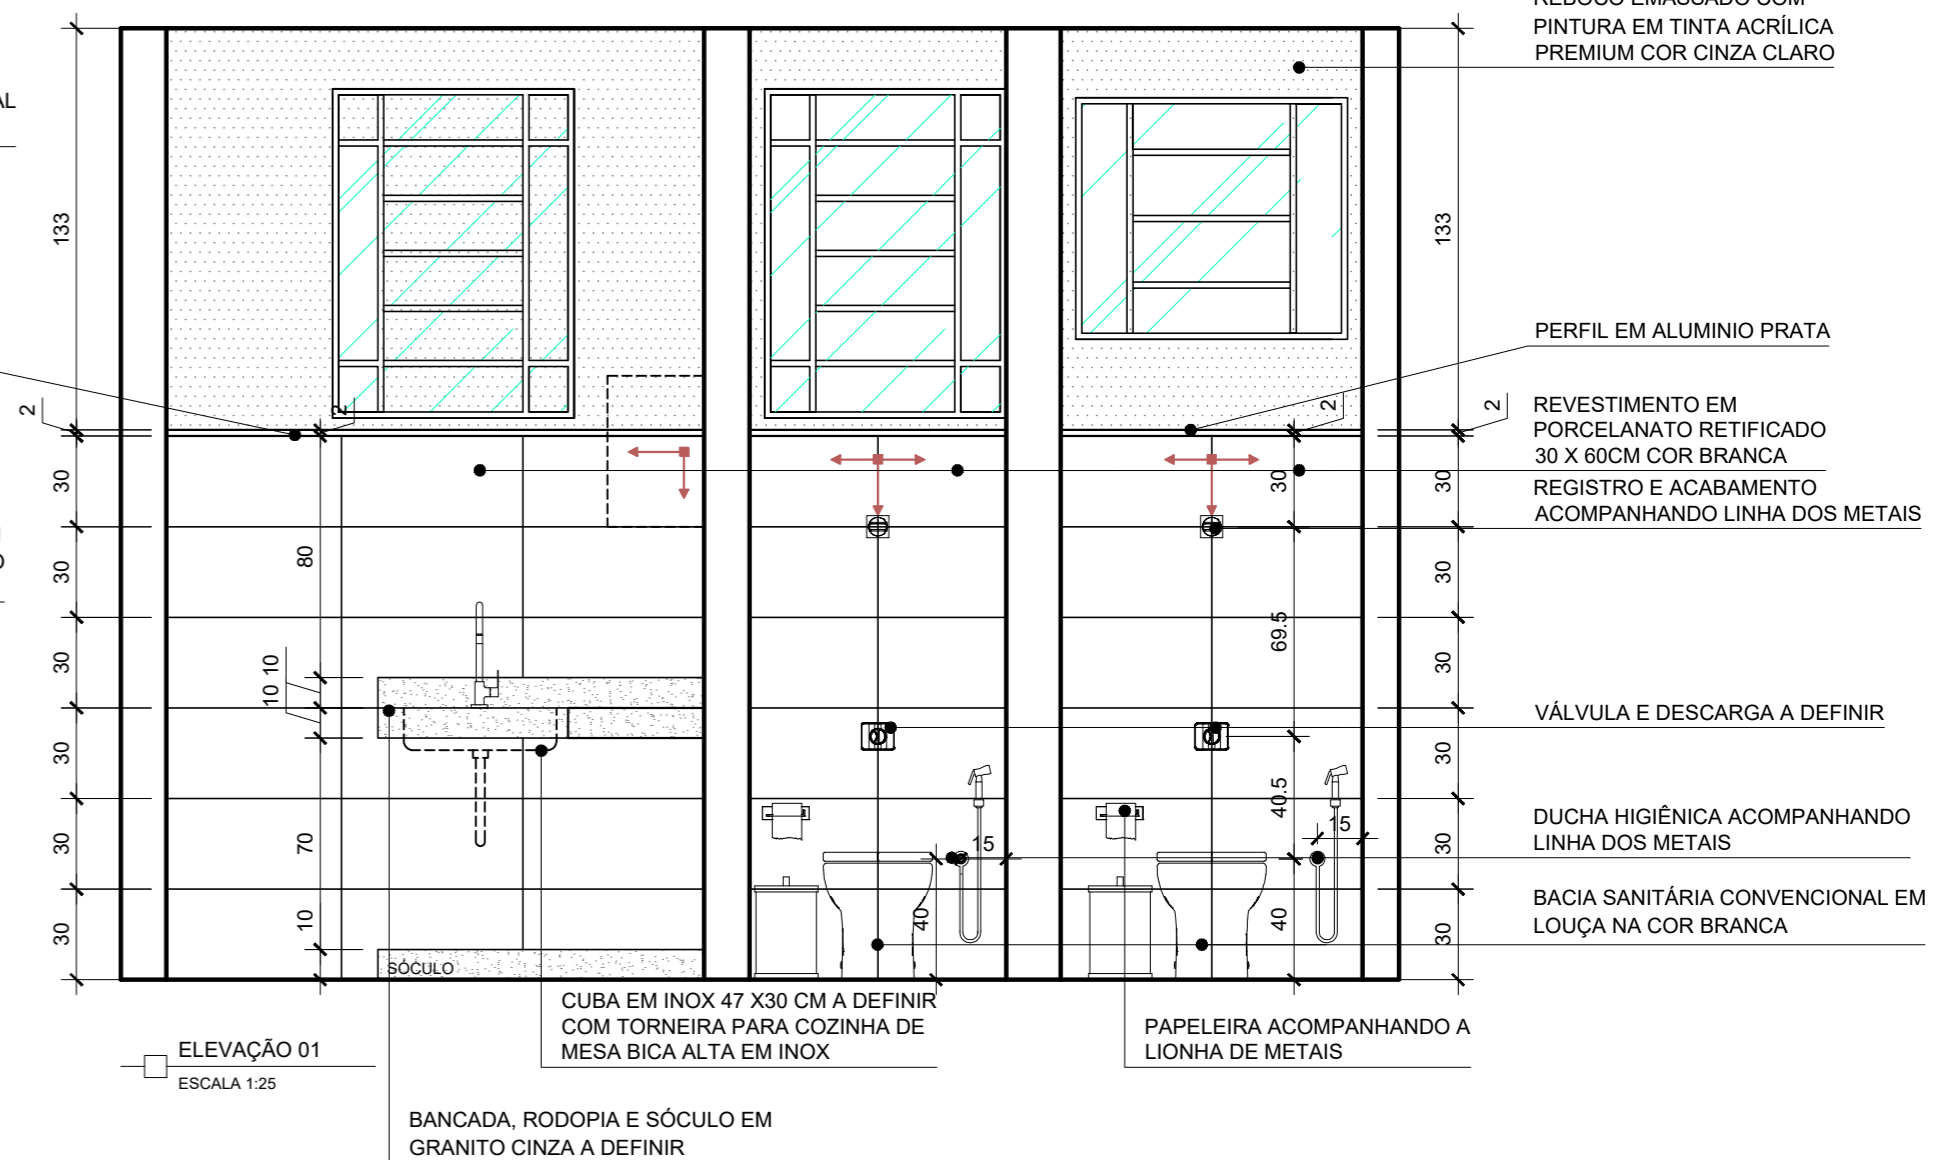 REBOCO EMASSADO COM
PINTURA EM TINTA ACRÍLICA
PREMIUM COR CINZA CLARO
AL
133
133
PERFIL EM ALUMINIO PRATA
2
2
2
2
REVESTIMENTO EM
PORCELANATO RETIFICADO
30 X 60CM COR BRANCA
REGISTRO E ACABAMENTO
ACOMPANHANDO LINHA DOS METAIS
30
30
30
30
80
30
69.5
30
10 10
30
VÁLVULA E DESCARGA A DEFINIR
30
30
40.5
DUCHA HIGIÊNICA ACOMPANHANDO
LINHA DOS METAIS
15
15
30
70
30
BACIA SANITÁRIA CONVENCIONAL EM
LOUÇA NA COR BRANCA
30
10
40
40
30
SÓCULO
CUBA EM INOX 47 X30 CM A DEFINIR
COM TORNEIRA PARA COZINHA DE
MESA BICA ALTA EM INOX
PAPELEIRA ACOMPANHANDO A
LIONHA DE METAIS
ELEVAÇÃO 01
ESCALA 1:25
BANCADA, RODOPIA E SÓCULO EM
GRANITO CINZA A DEFINIR